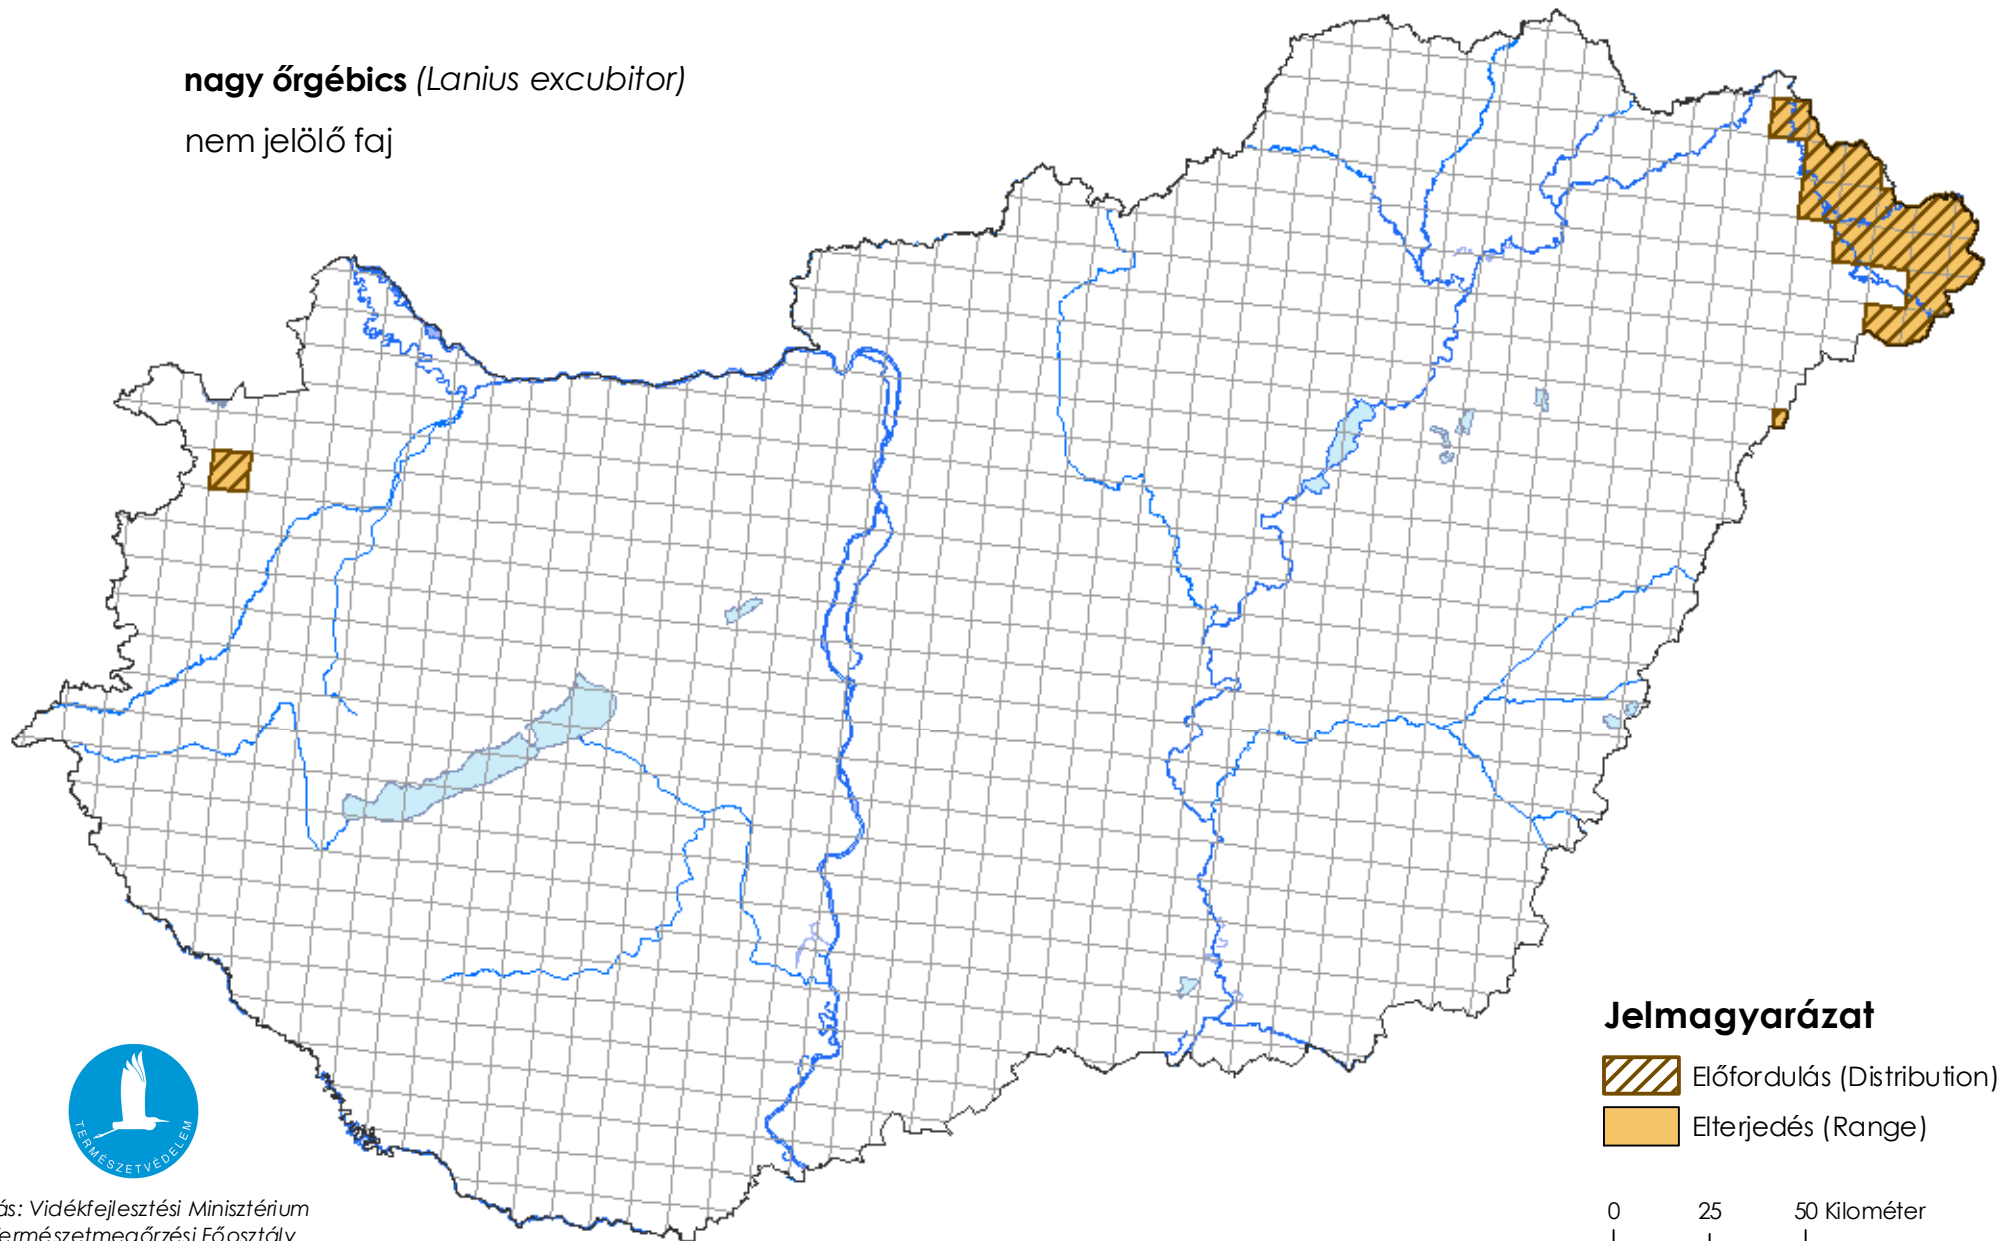 nagy őrgébics (Lanius excubitor)
nem jelölő faj
Jelmagyarázat
Előfordulás (Distribution)
Elterjedés (Range)
0 25 50 Kilométer
TERMÉSZETVÉDELEM
Vidékfejlesztési Minisztérium
Természetmegőrzési Főosztály